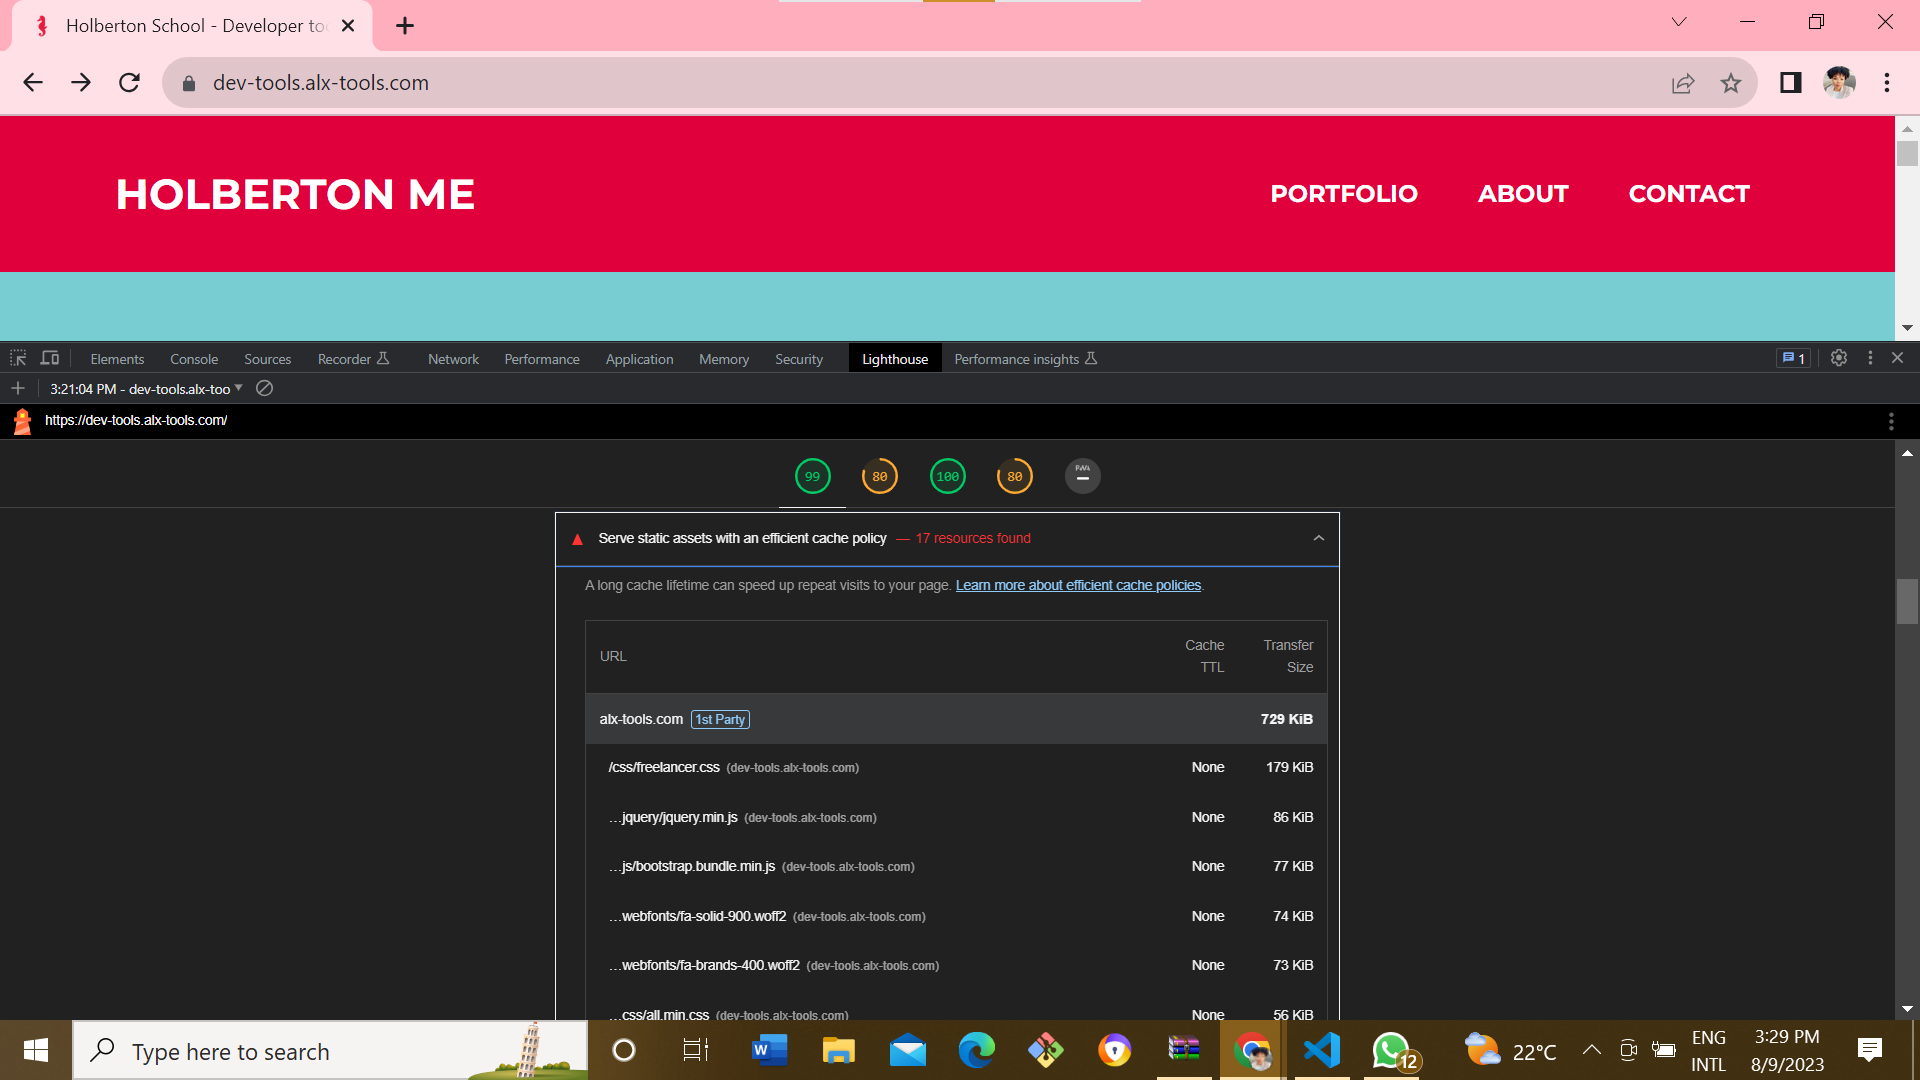 Holberton School - Developer to
dev-tools.alx-tools.com
HOLBERTON ME
PORTFOLIO ABOUT CONTACT
Elements Console Sources Recorder Network Performance Application Memory Security Lighthouse Performance insights 1
3:21:04 PM - dev-tools.alx-too
https://dev-tools.alx-tools.com/
99 80 100 80 PWA
Serve static assets with an efficient cache policy — 17 resources found
A long cache lifetime can speed up repeat visits to your page. Learn more about efficient cache policies.
URL Cache TTL Transfer Size
alx-tools.com 1st Party 729 KiB
/css/freelancer.css (dev-tools.alx-tools.com) None 179 KiB
…jquery/jquery.min.js (dev-tools.alx-tools.com) None 86 KiB
…js/bootstrap.bundle.min.js (dev-tools.alx-tools.com) None 77 KiB
…webfonts/fa-solid-900.woff2 (dev-tools.alx-tools.com) None 74 KiB
…webfonts/fa-brands-400.woff2 (dev-tools.alx-tools.com) None 73 KiB
…css/all.min.css (dev-tools.alx-tools.com) None 56 KiB
Type here to search
W
12
22°C
ENG
INTL
3:29 PM
8/9/2023